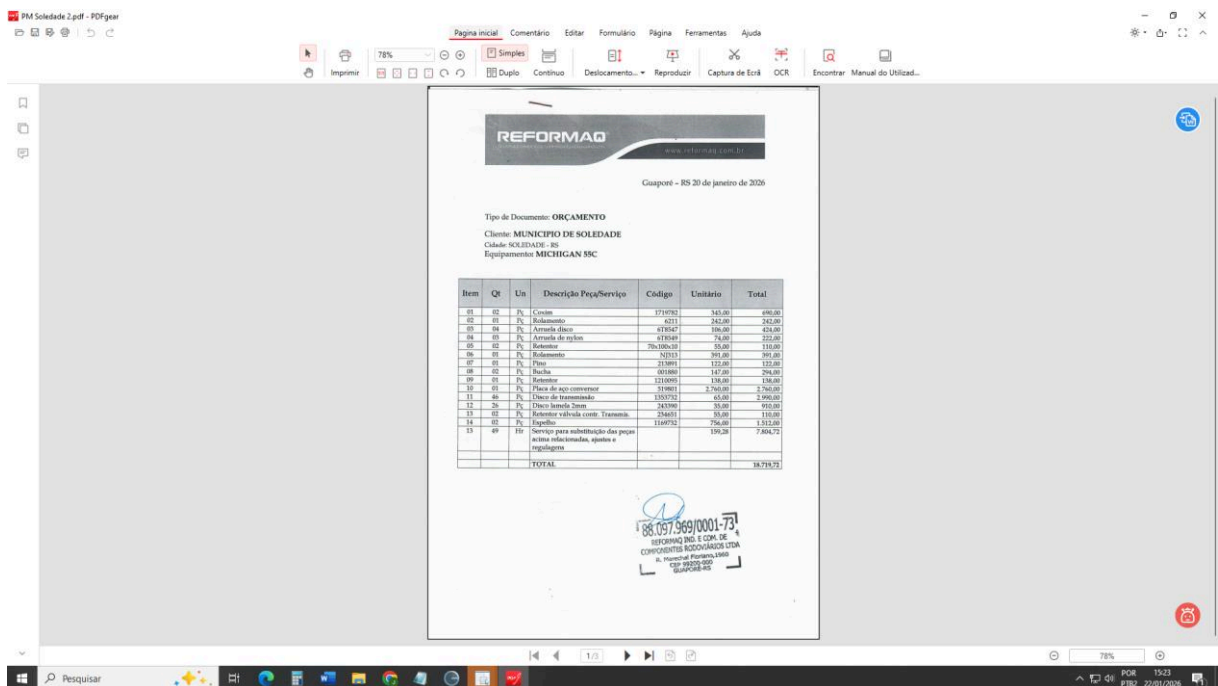 PM Soledade 2.pdf - PDFgear
Pagina inicial Comentário Editar Formulário Página Ferramentas Ajuda
78% Simples
Imprimir Duplo Contínuo Deslocamento... Reproduzir Captura de Ecrã OCR Encontrar Manual do Utilizad...
REFORMAQ
www.reformaq.com.br
Guaporé – RS 20 de janeiro de 2026
Tipo de Documento: ORÇAMENTO
Cliente: MUNICIPIO DE SOLEDADE
Cidade: SOLEDADE - RS
Equipamento: MICHIGAN 55C
Item Qt Un Descrição Peça/Serviço Código Unitário Total
01 02 Pç Coxim 1719782 345,00 690,00
02 01 Pç Rolamento 6211 242,00 242,00
03 04 Pç Arruela disco 6T8547 106,00 424,00
04 03 Pç Arruela de nylon 6T8549 74,00 222,00
05 02 Pç Retentor 70x100x10 55,00 110,00
06 01 Pç Rolamento NJ313 391,00 391,00
07 01 Pç Pino 213891 122,00 122,00
08 02 Pç Bucha 001880 147,00 294,00
09 01 Pç Retentor 1210095 138,00 138,00
10 01 Pç Placa de aço conversor 519801 2.760,00 2.760,00
11 46 Pç Disco de transmissão 1353732 65,00 2.990,00
12 26 Pç Disco lamela 2mm 243390 35,00 910,00
13 02 Pç Retentor válvula contr. Transmis. 234651 55,00 110,00
14 02 Pç Espelho 1169732 756,00 1.512,00
13 49 Hr Serviço para substituição das peças 159,28 7.804,72
acima relacionadas, ajustes e
regulagens
TOTAL 18.719,72
88.097.969/0001-73
REFORMAQ IND. E COM. DE
COMPONENTES RODOVIÁRIOS LTDA
R. Marechal Floriano, 1960
CEP 99200-000
GUAPORÉ-RS
1/3
78%
Pesquisar
POR 15:23
PTB2 22/01/2026